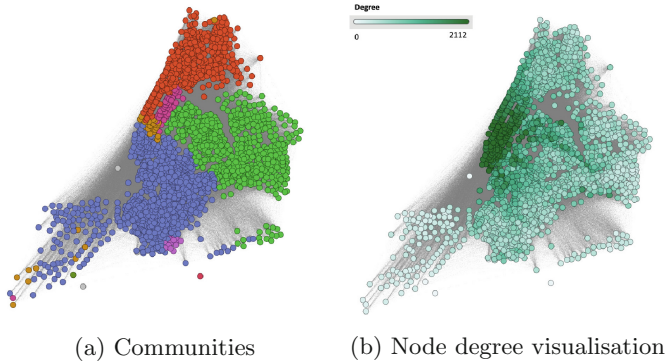 a)
b)
Degree
0 2112
(a) Communities
(b) Node degree visualisation